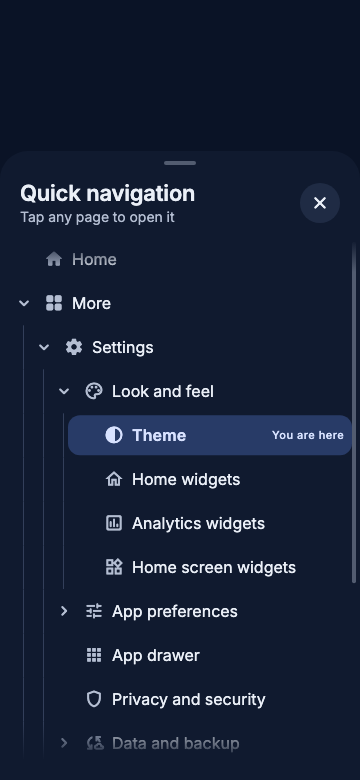 Quick navigation
Tap any page to open it
Home
More
Settings
Look and feel
Theme You are here
Home widgets
Analytics widgets
Home screen widgets
App preferences
App drawer
Privacy and security
Data and backup